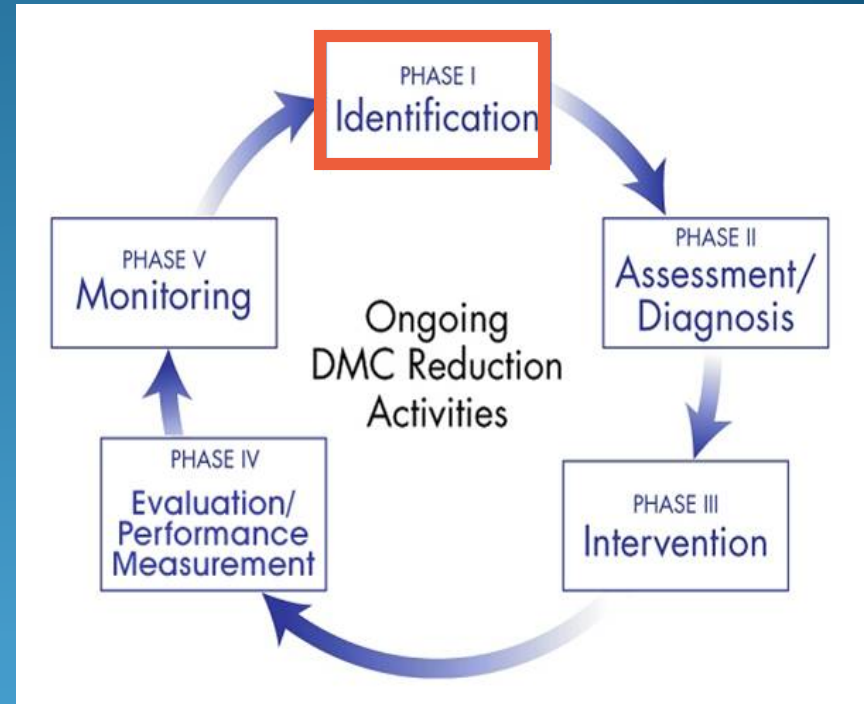 PHASE I
Identification
PHASE II
Assessment/
Diagnosis
PHASE III
Intervention
PHASE IV
Evaluation/
Performance
Measurement
PHASE V
Monitoring
Ongoing
DMC Reduction
Activities